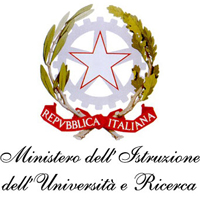 REPVBBLICA ITALIANA
Ministero dell'Istruzione
dell'Università e Ricerca